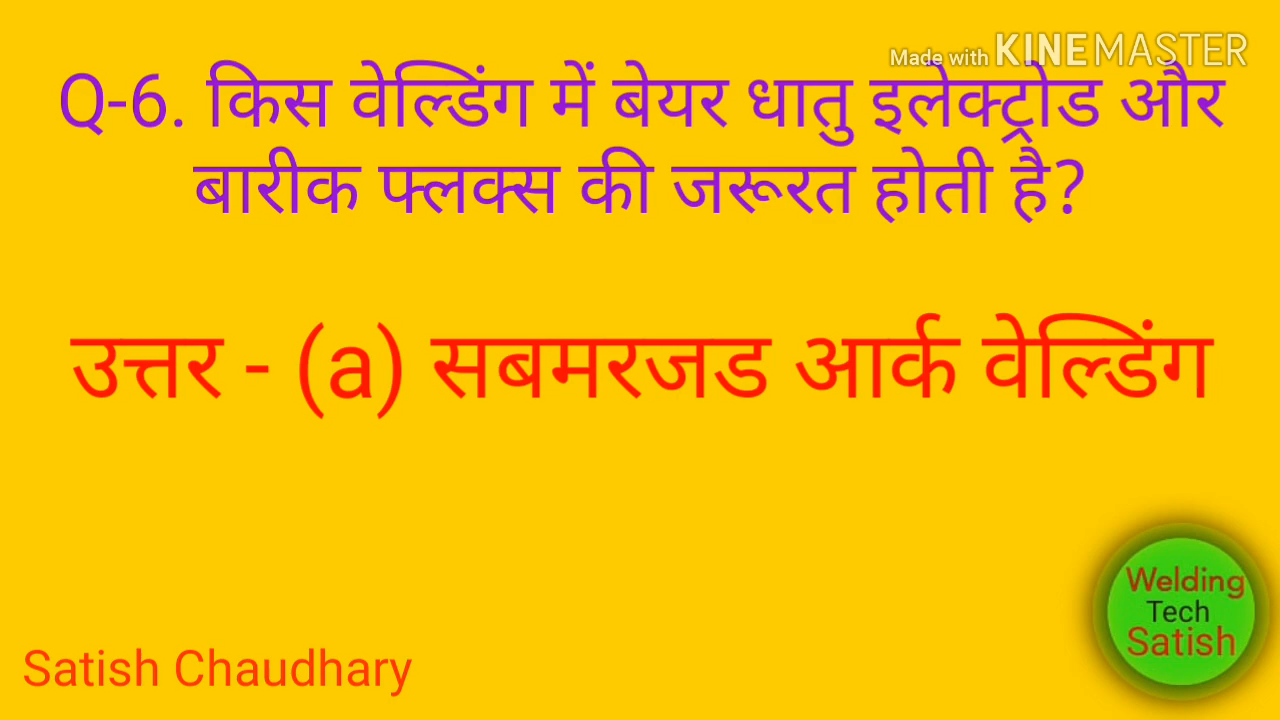 Made with KINEMASTER
Q-6. किस वेल्डिंग में बेयर धातु इलेक्ट्रोड और
बारीक फ्लक्स की जरूरत होती है?
उत्तर - (a) सबमरजड आर्क वेल्डिंग
Welding
Tech
Satish
Satish Chaudhary